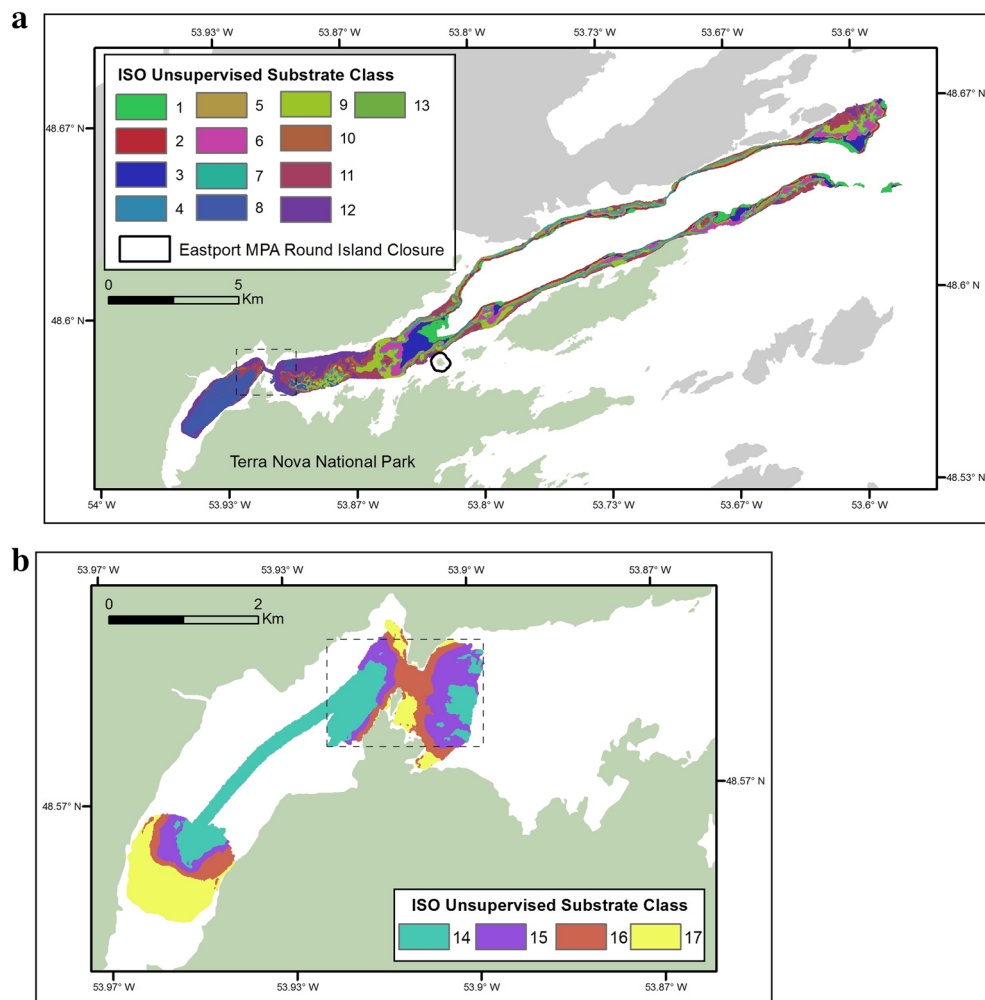 a
53.93° W 53.87° W 53.8° W 53.73° W 53.67° W 53.6° W
ISO Unsupervised Substrate Class
1 5 9 13
2 6 10
3 7 11
4 8 12
Eastport MPA Round Island Closure
0 5
Km
48.67° N
48.6° N
48.67° N
48.6° N
48.53° N
Terra Nova National Park
54° W 53.93° W 53.87° W 53.8° W 53.73° W 53.67° W 53.6° W
b
53.97° W 53.93° W 53.9° W 53.87° W
0 2
Km
48.57° N
48.57° N
ISO Unsupervised Substrate Class
14 15 16 17
53.97° W 53.93° W 53.9° W 53.87° W